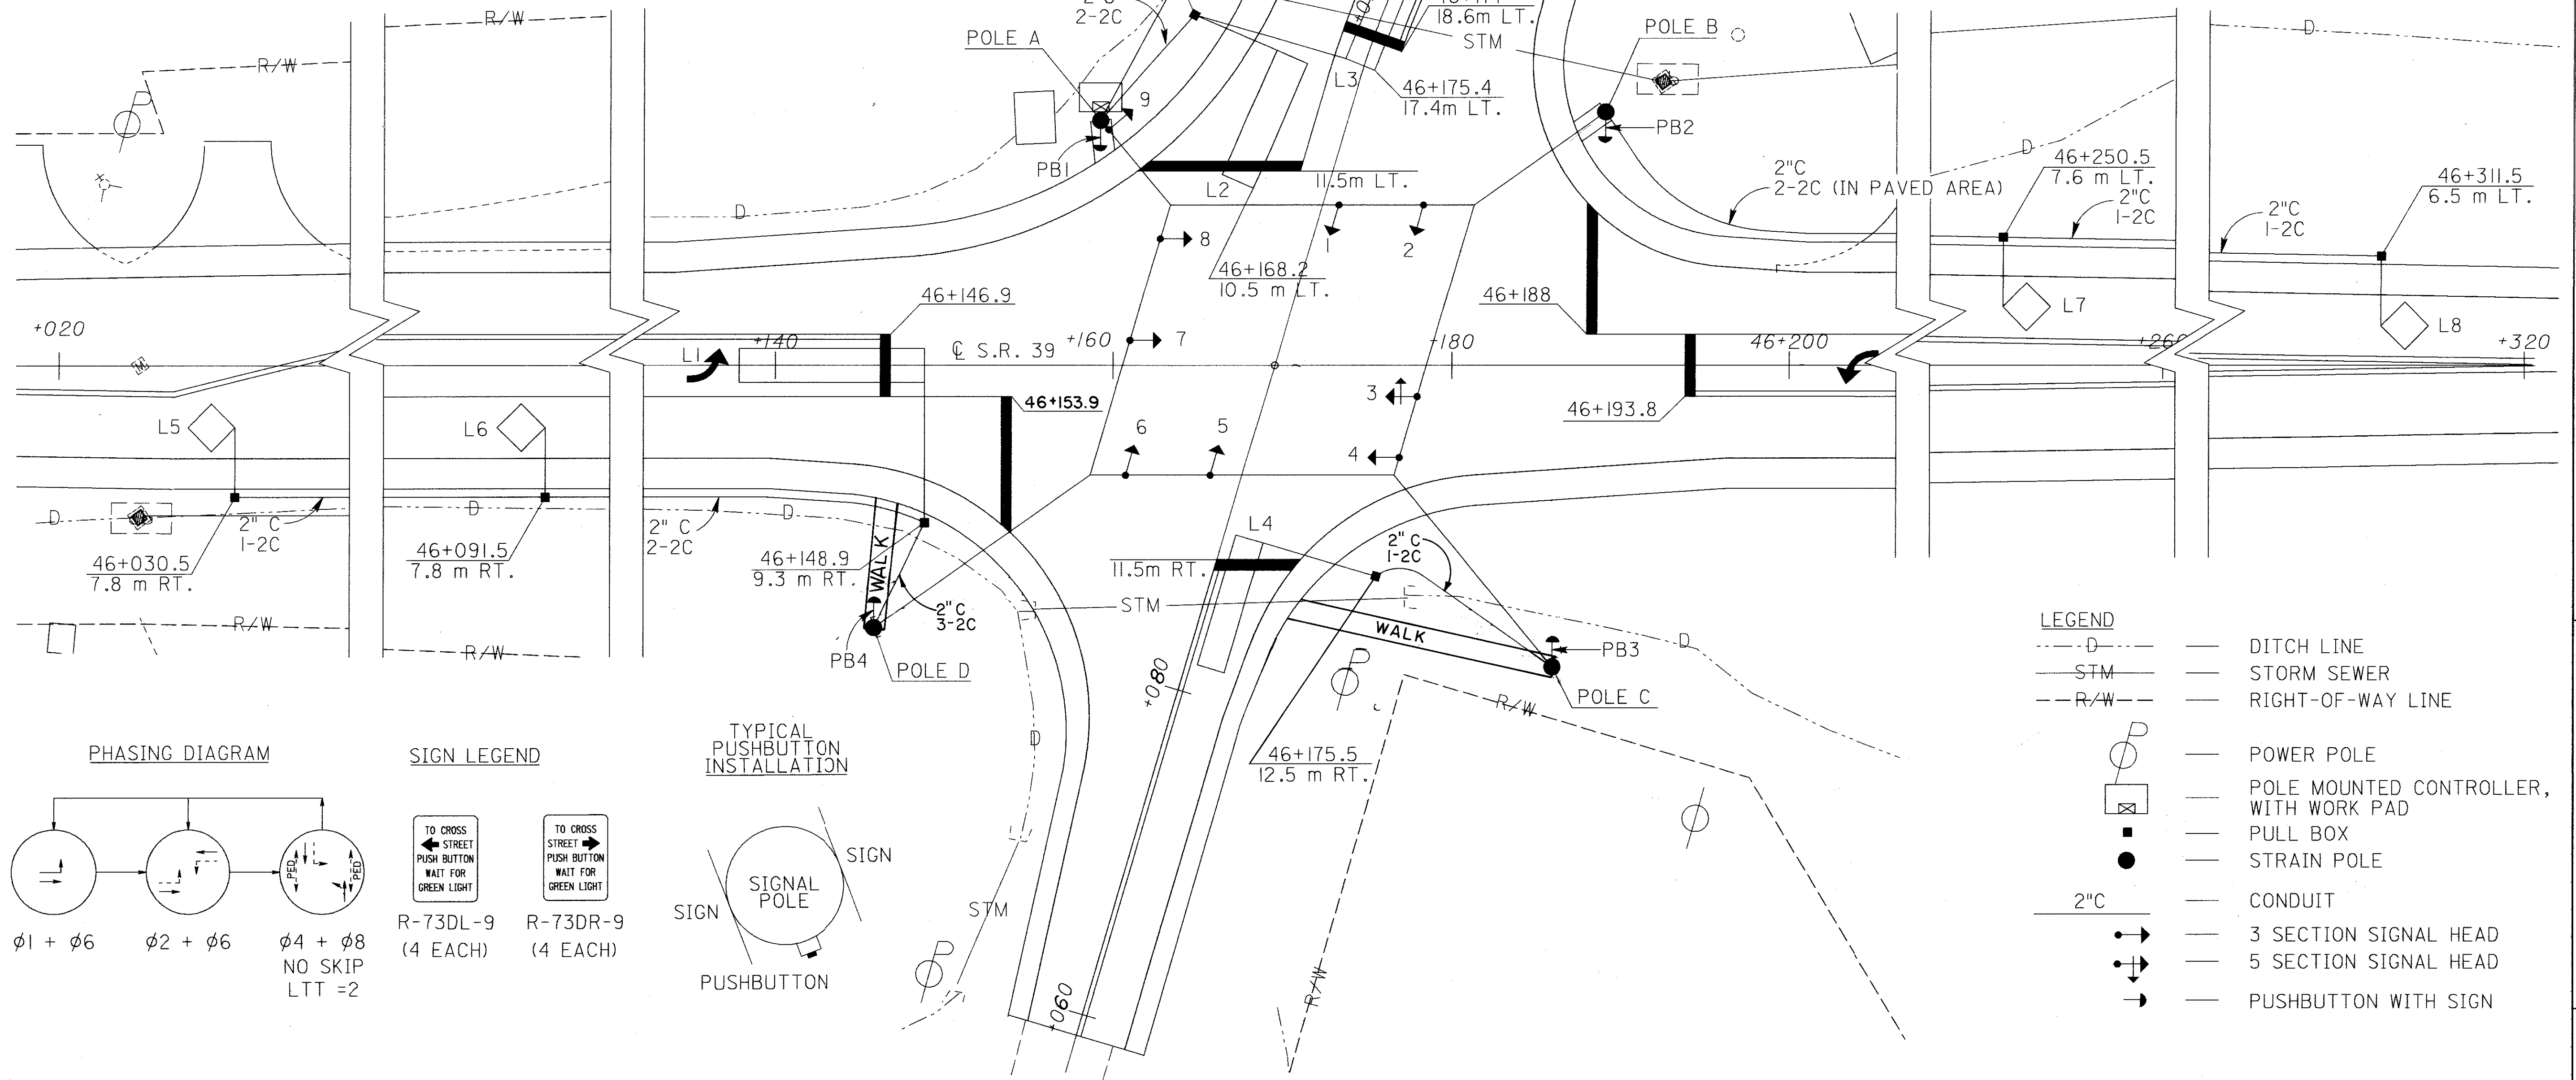 R/W
2-2C
18.6m LT.
POLE A
STM
POLE B
D
R/W
P
L3
46+175.4
17.4m LT.
9
PB1
PB2
D
46+250.5
7.6 m LT.
2"C
2-2C (IN PAVED AREA)
2"C
1-2C
46+311.5
6.5 m LT.
2"C
1-2C
L2
11.5m LT.
D
8
1
2
46+168.2
10.5 m LT.
46+146.9
46+188
L7
L8
+020
M
L1
+140
℄ S.R. 39
+160
7
+180
46+200
+260
+320
3
46+153.9
46+193.8
L5
L6
6
5
4
D
2" C
1-2C
D
2" C
2-2C
D
L4
46+030.5
7.8 m RT.
46+091.5
7.8 m RT.
46+148.9
9.3 m RT.
WALK
11.5m RT.
2" C
1-2C
2" C
3-2C
STM
WALK
R/W
R/W
PB4
POLE D
+080
P
PB3
D
POLE C
R/W
46+175.5
12.5 m RT.
D
STM
P
+060
R/W
LEGEND
D — DITCH LINE
STM — STORM SEWER
R/W — RIGHT-OF-WAY LINE
P — POWER POLE
— POLE MOUNTED CONTROLLER,
WITH WORK PAD
— PULL BOX
— STRAIN POLE
2"C — CONDUIT
— 3 SECTION SIGNAL HEAD
— 5 SECTION SIGNAL HEAD
— PUSHBUTTON WITH SIGN
PHASING DIAGRAM
PED
PED
Ø1 + Ø6
Ø2 + Ø6
Ø4 + Ø8
NO SKIP
LTT =2
SIGN LEGEND
TO CROSS
STREET
PUSH BUTTON
WAIT FOR
GREEN LIGHT
R-73DL-9
(4 EACH)
TO CROSS
STREET
PUSH BUTTON
WAIT FOR
GREEN LIGHT
R-73DR-9
(4 EACH)
TYPICAL
PUSHBUTTON
INSTALLATION
SIGN
SIGNAL
POLE
SIGN
PUSHBUTTON